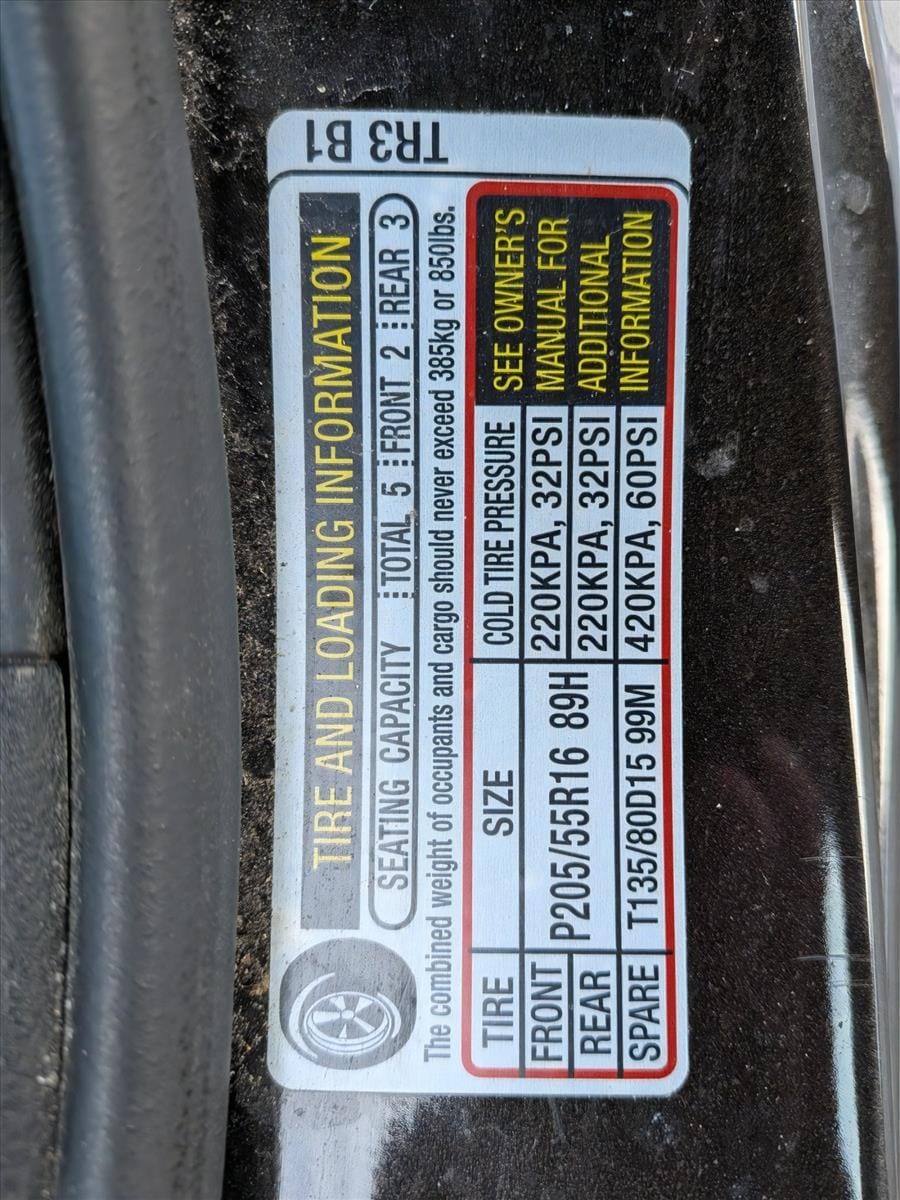 TIRE AND LOADING INFORMATION
SEATING CAPACITY TOTAL 5 FRONT 2 REAR 3
The combined weight of occupants and cargo should never exceed 385kg or 850lbs.
TIRE SIZE COLD TIRE PRESSURE
FRONT P205/55R16 89H 220KPA, 32PSI
REAR 220KPA, 32PSI
SPARE T135/80D15 99M 420KPA, 60PSI
SEE OWNER'S
MANUAL FOR
ADDITIONAL
INFORMATION
TR3 B1